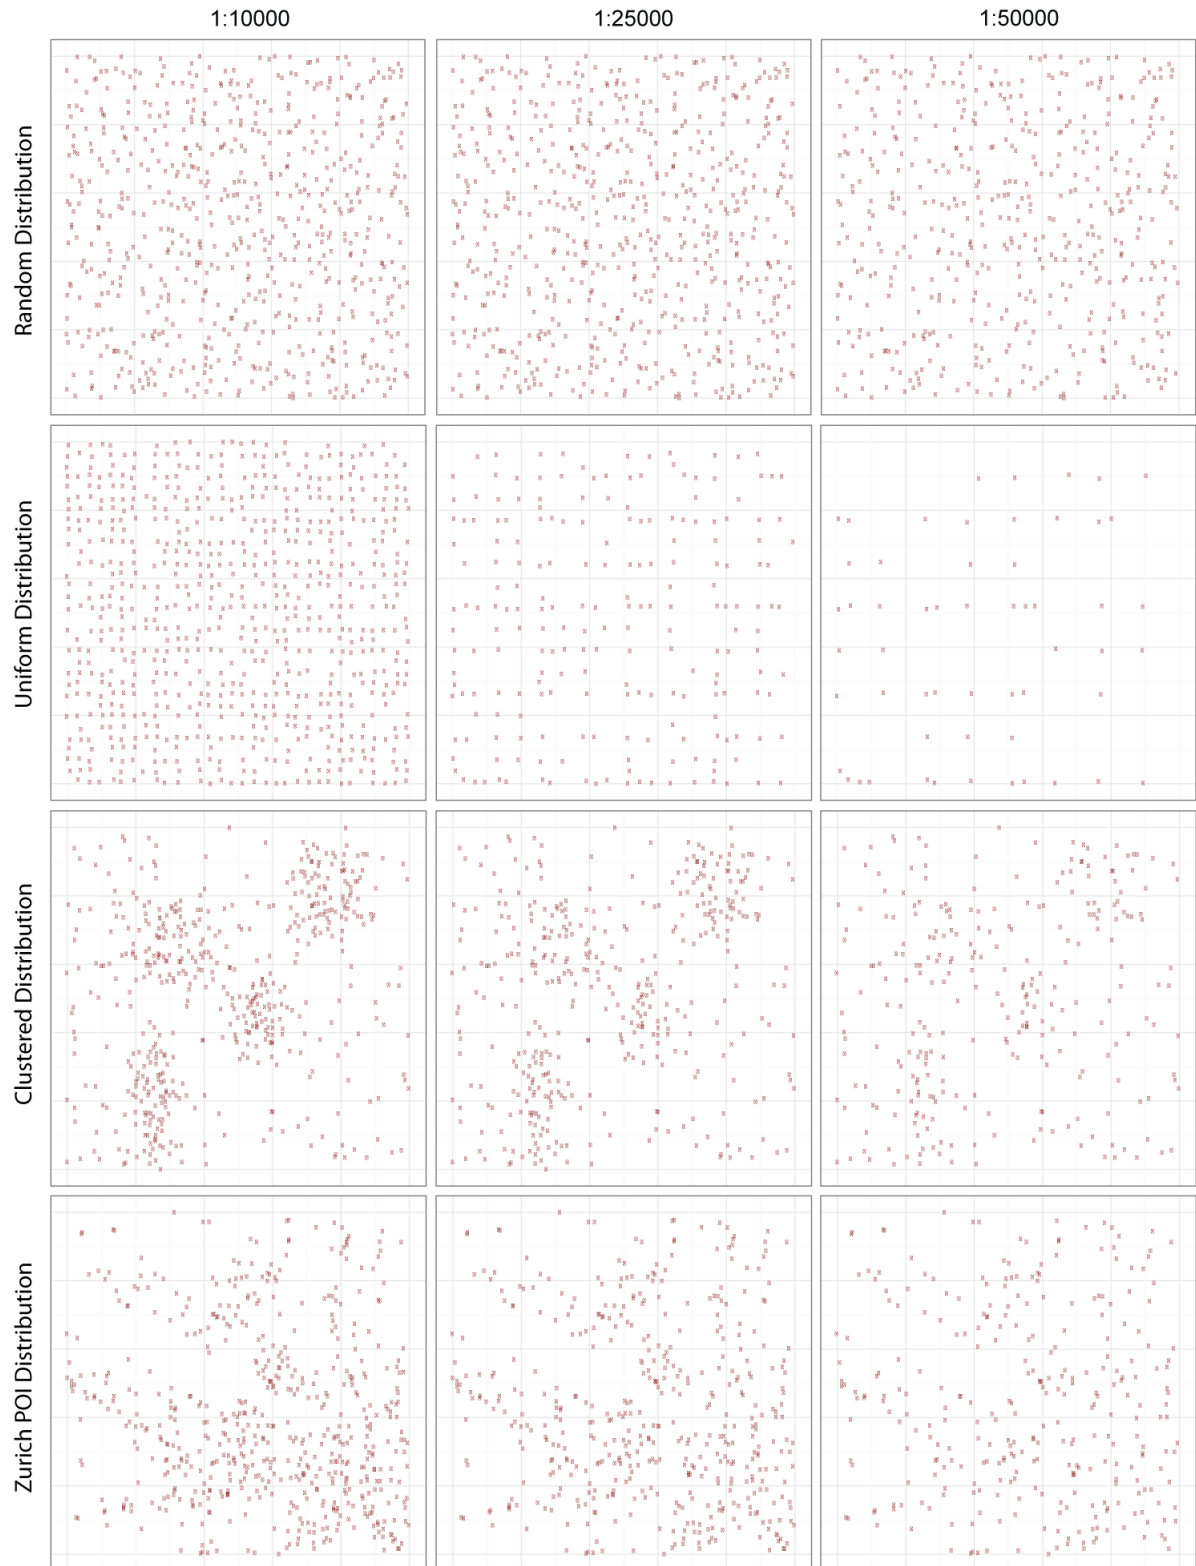 1:10000 1:25000 1:50000
Random Distribution
Uniform Distribution
Clustered Distribution
Zurich POI Distribution